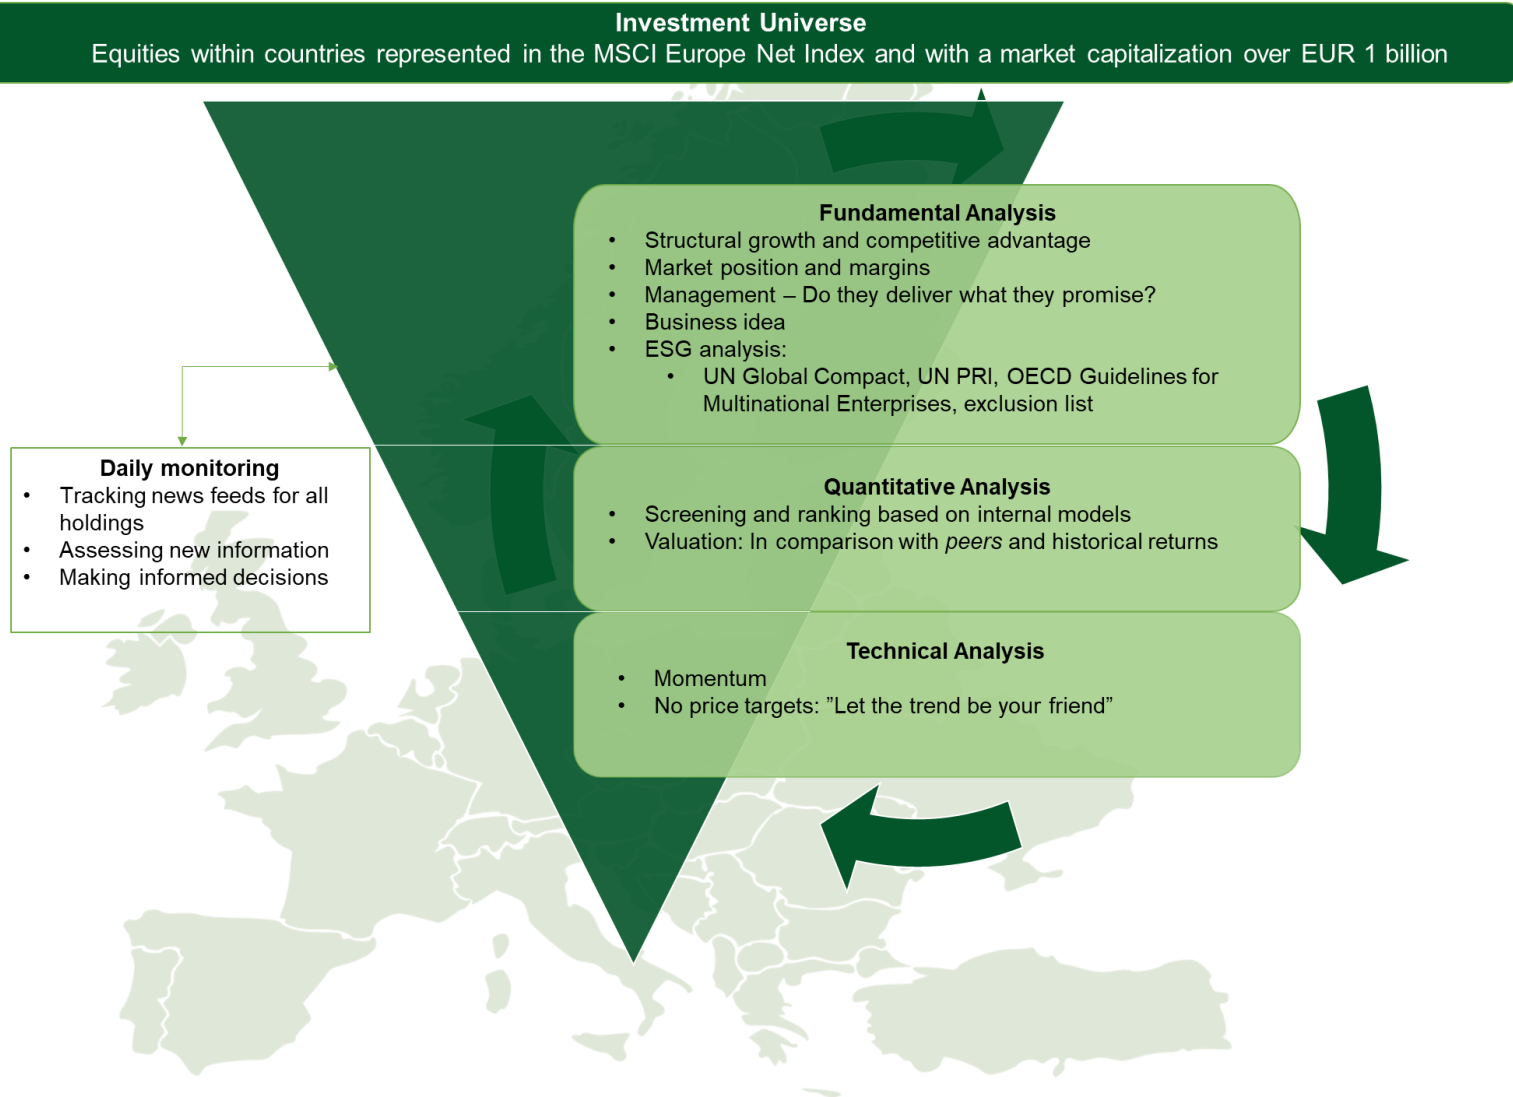 Investment Universe
Equities within countries represented in the MSCI Europe Net Index and with a market capitalization over EUR 1 billion
Fundamental Analysis
• Structural growth and competitive advantage
• Market position and margins
• Management – Do they deliver what they promise?
• Business idea
• ESG analysis:
• UN Global Compact, UN PRI, OECD Guidelines for
Multinational Enterprises, exclusion list
Daily monitoring
• Tracking news feeds for all
holdings
• Assessing new information
• Making informed decisions
Quantitative Analysis
• Screening and ranking based on internal models
• Valuation: In comparison with peers and historical returns
Technical Analysis
• Momentum
• No price targets: ”Let the trend be your friend”